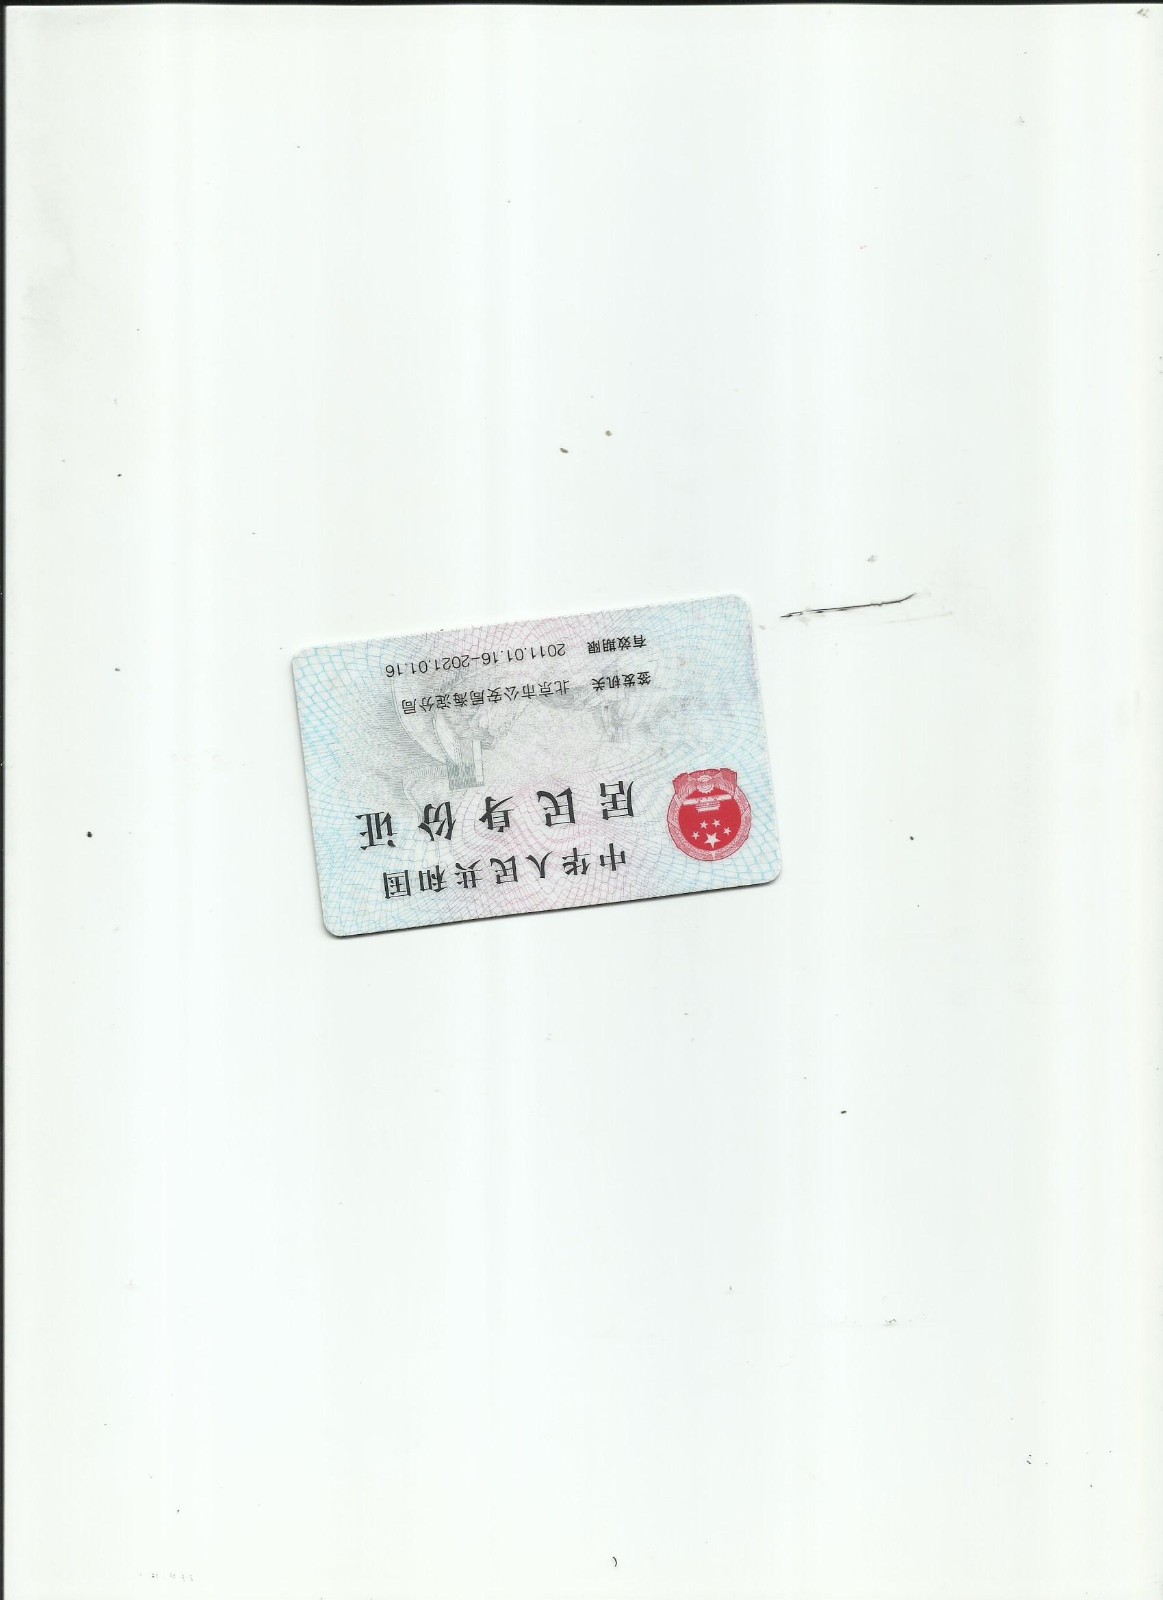 中华人民共和国
居民身份证
签发机关 北京市公安局海淀分局
有效期限 2011.01.16-2021.01.16